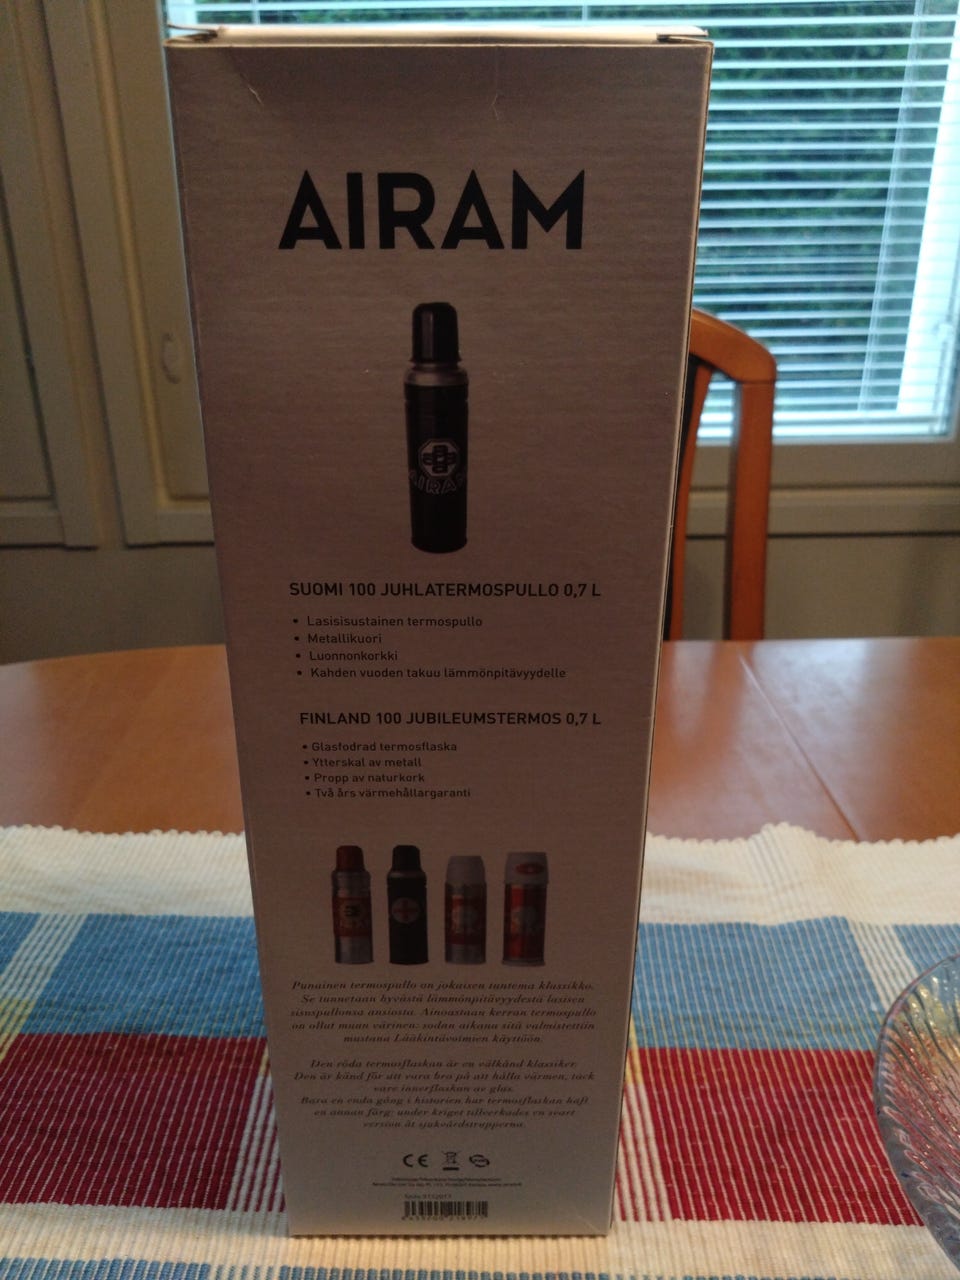 AIRAM
AIRAM
SUOMI 100 JUHLATERMOSPULLO 0,7 L
• Lasisisustainen termospullo
• Metallikuori
• Luonnonkorkki
• Kahden vuoden takuu lämmönpitävyydelle
FINLAND 100 JUBILEUMSTERMOS 0,7 L
• Glasfodrad termosflaska
• Ytterskal av metall
• Propp av naturkork
• Två års värmehållargaranti
Punainen termospullo on jokaisen tuntema klassikko.
Se tunnetaan hyvästä lämmönpitävyydestä lasisen
sisuspullonsa ansiosta. Ainoastaan kerran termospullo
on ollut muun värinen: sodan aikana sitä valmistettiin
mustana Lääkintävoimien käyttöön.
Den röda termosflaskan är en välkänd klassiker.
Den är känd för att vara bra på att hålla värmen, tack
vare innerflaskan av glas.
Bara en enda gång i historien har termosflaskan haft
en annan färg: under kriget tillverkades en svart
version åt sjukvårdstrupperna.
CE